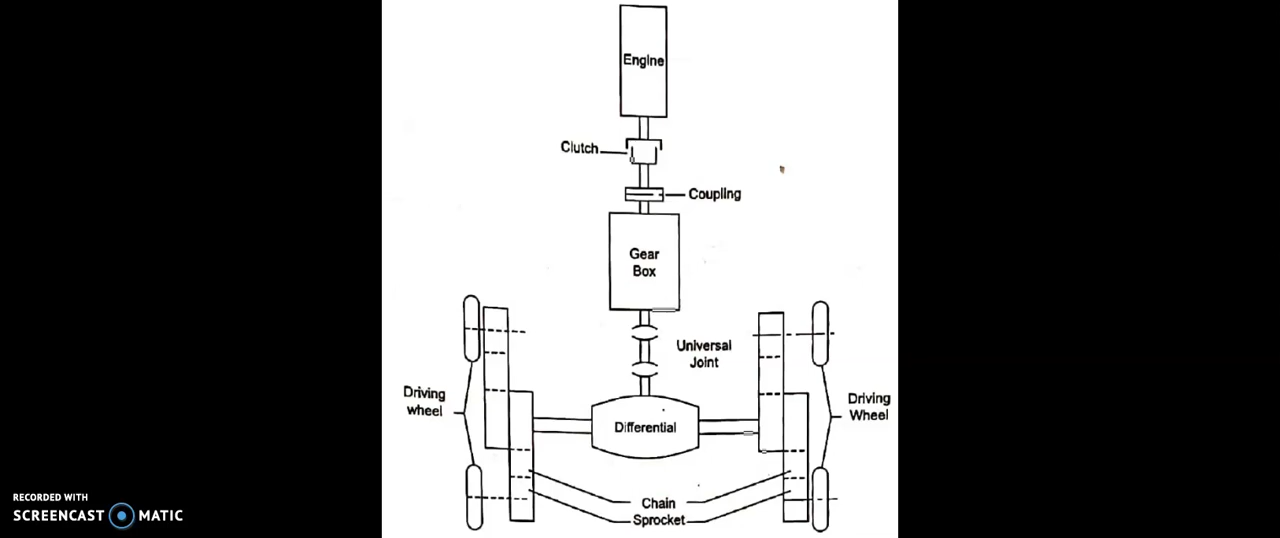 Engine
Clutch
Coupling
Gear
Box
Universal
Joint
Driving
wheel
Differential
Driving
Wheel
Chain
Sprocket
RECORDED WITH
SCREENCAST MATIC